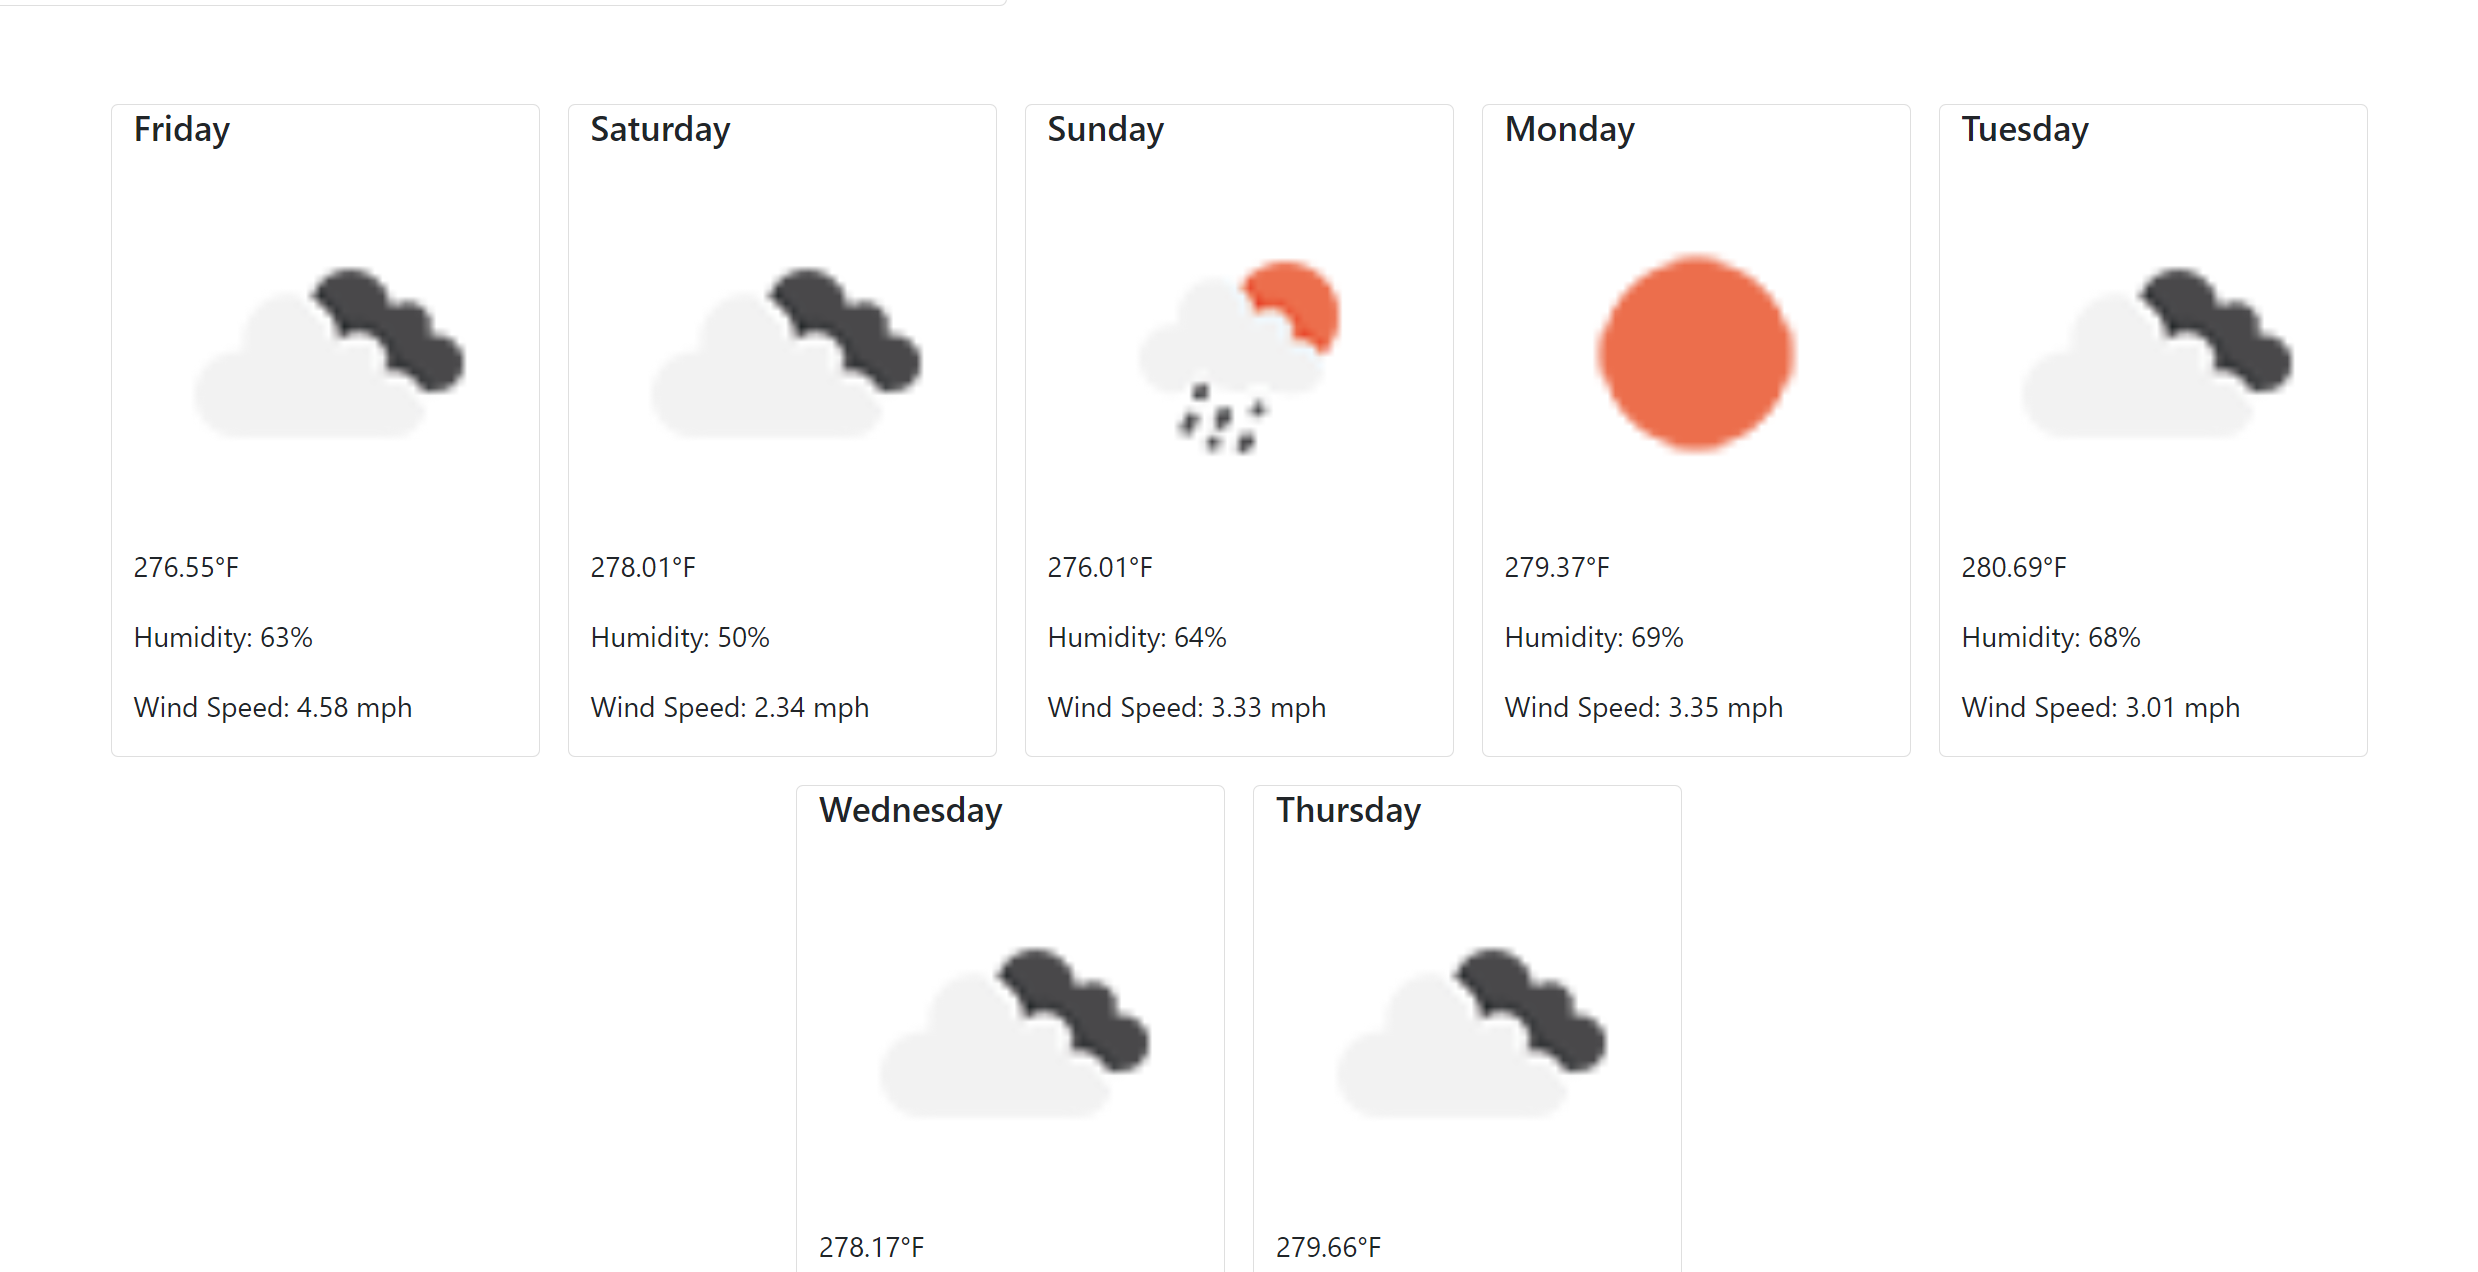 Friday
276.55°F
Humidity: 63%
Wind Speed: 4.58 mph
Saturday
278.01°F
Humidity: 50%
Wind Speed: 2.34 mph
Sunday
276.01°F
Humidity: 64%
Wind Speed: 3.33 mph
Monday
279.37°F
Humidity: 69%
Wind Speed: 3.35 mph
Tuesday
280.69°F
Humidity: 68%
Wind Speed: 3.01 mph
Wednesday
278.17°F
Thursday
279.66°F